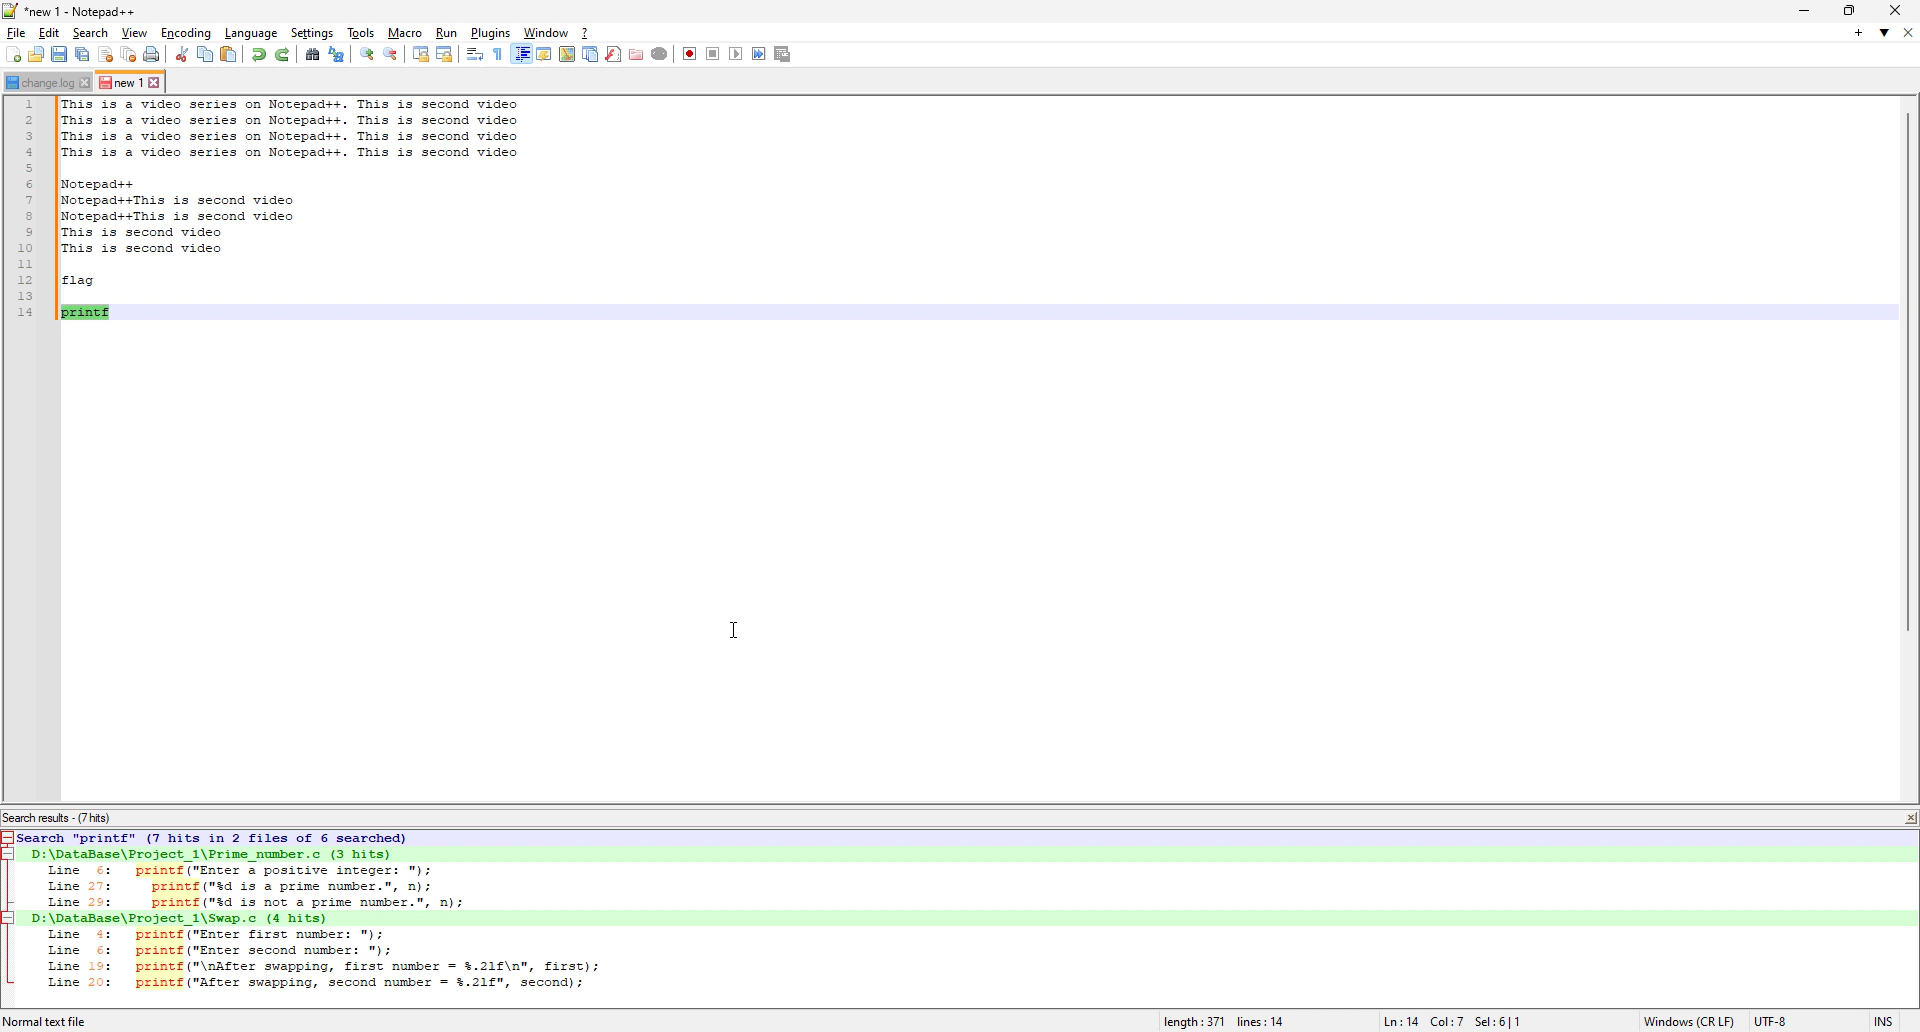 *new 1 - Notepad++
File Edit Search View Encoding Language Settings Tools Macro Run Plugins Window ?
change.log new 1
1 This is a video series on Notepad++. This is second video
2 This is a video series on Notepad++. This is second video
3 This is a video series on Notepad++. This is second video
4 This is a video series on Notepad++. This is second video
5
6 Notepad++
7 Notepad++This is second video
8 Notepad++This is second video
9 This is second video
10 This is second video
11
12 flag
13
14 printf
Search results - (7 hits)
Search "printf" (7 hits in 2 files of 6 searched)
D:\DataBase\Project_1\Prime_number.c (3 hits)
Line 6: printf("Enter a positive integer: ");
Line 27: printf("%d is a prime number.", n);
Line 29: printf("%d is not a prime number.", n);
D:\DataBase\Project_1\Swap.c (4 hits)
Line 4: printf("Enter first number: ");
Line 6: printf("Enter second number: ");
Line 19: printf("\nAfter swapping, first number = %.2lf\n", first);
Line 20: printf("After swapping, second number = %.2lf", second);
Normal text file length : 371 lines : 14 Ln : 14 Col : 7 Sel : 6 | 1 Windows (CR LF) UTF-8 INS